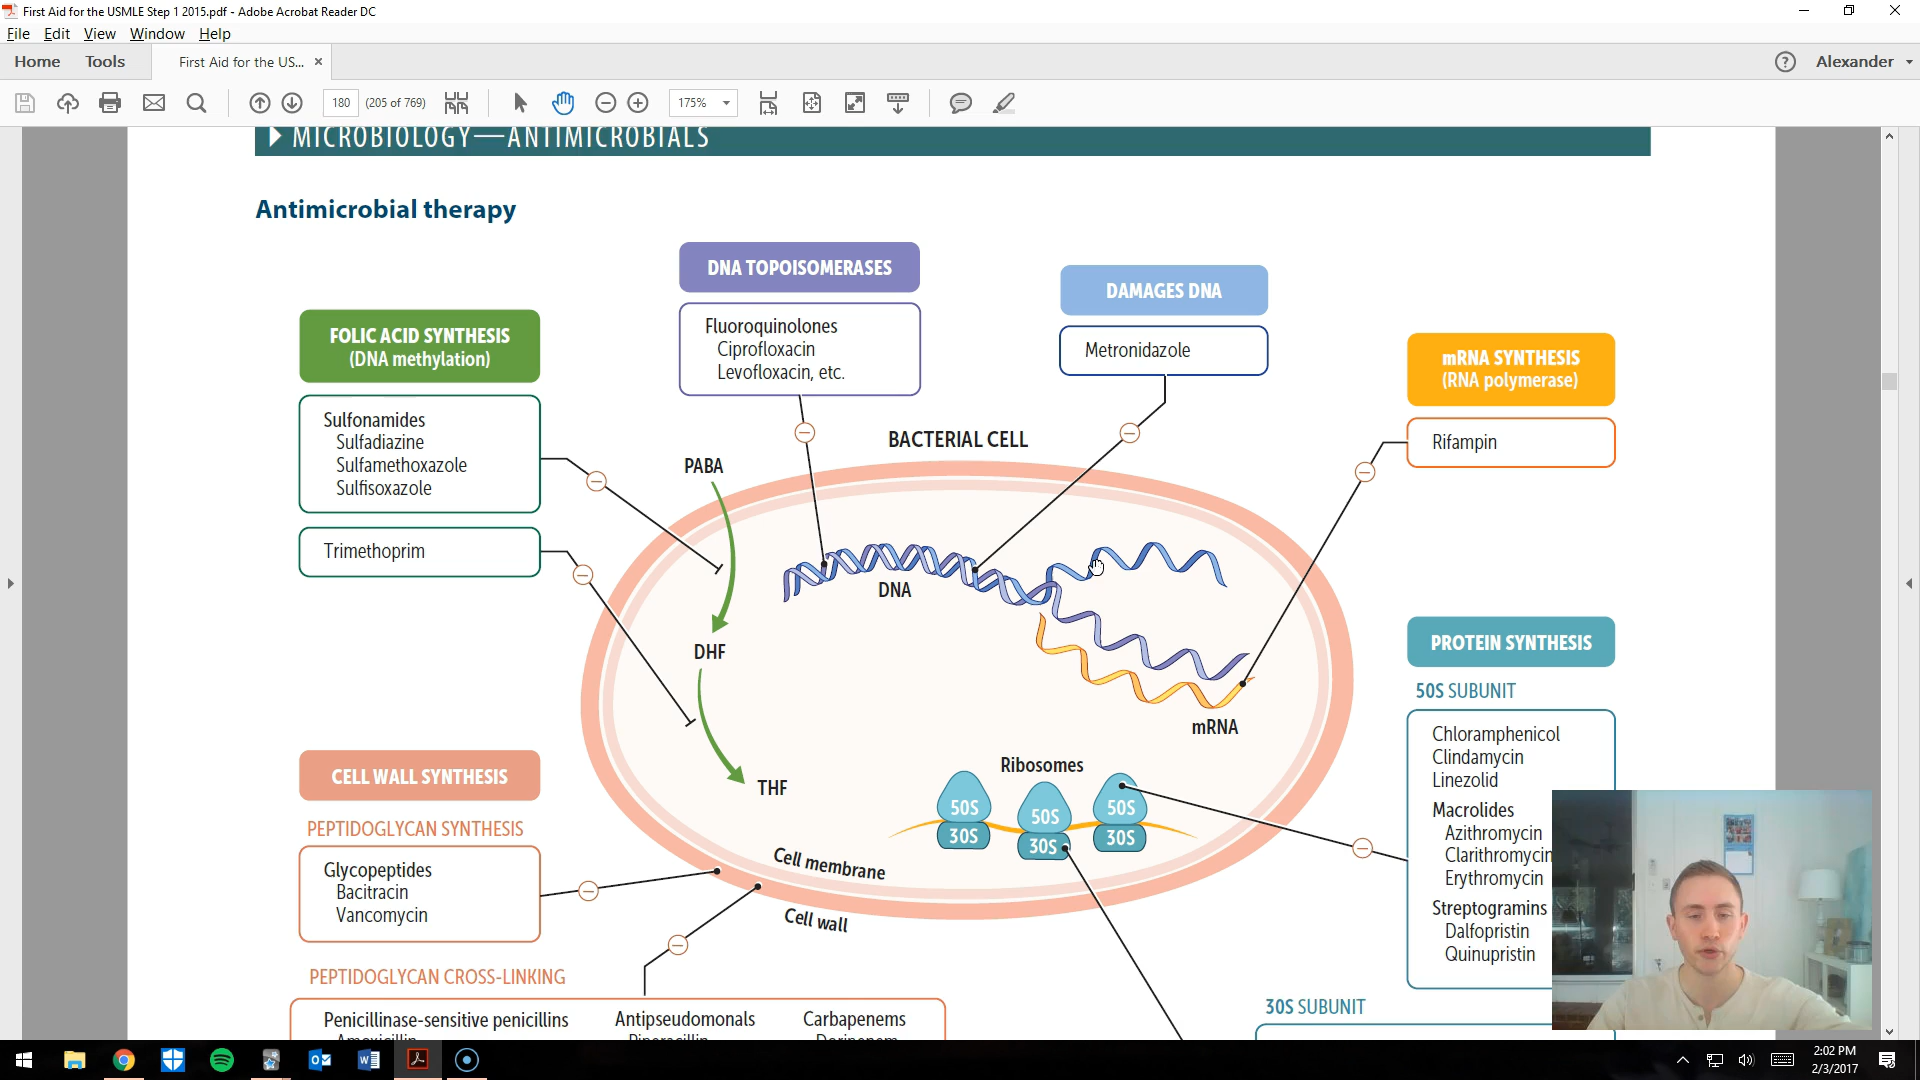 First Aid for the USMLE Step 1 2015.pdf - Adobe Acrobat Reader DC
File Edit View Window Help
Home Tools First Aid for the US... × ? Alexander
180 (205 of 769) 175%
MICROBIOLOGY—ANTIMICROBIALS
Antimicrobial therapy
DNA TOPOISOMERASES
Fluoroquinolones
Ciprofloxacin
Levofloxacin, etc.
DAMAGES DNA
Metronidazole
FOLIC ACID SYNTHESIS
(DNA methylation)
Sulfonamides
Sulfadiazine
Sulfamethoxazole
Sulfisoxazole
Trimethoprim
mRNA SYNTHESIS
(RNA polymerase)
Rifampin
BACTERIAL CELL
PABA
DNA
DHF
mRNA
THF
Ribosomes
50S 50S 50S
30S 30S 30S
Cell membrane
Cell wall
PROTEIN SYNTHESIS
50S SUBUNIT
Chloramphenicol
Clindamycin
Linezolid
Macrolides
Azithromycin
Clarithromycin
Erythromycin
Streptogramins
Dalfopristin
Quinupristin
30S SUBUNIT
CELL WALL SYNTHESIS
PEPTIDOGLYCAN SYNTHESIS
Glycopeptides
Bacitracin
Vancomycin
PEPTIDOGLYCAN CROSS-LINKING
Penicillinase-sensitive penicillins Antipseudomonals Carbapenems
2:02 PM
2/3/2017